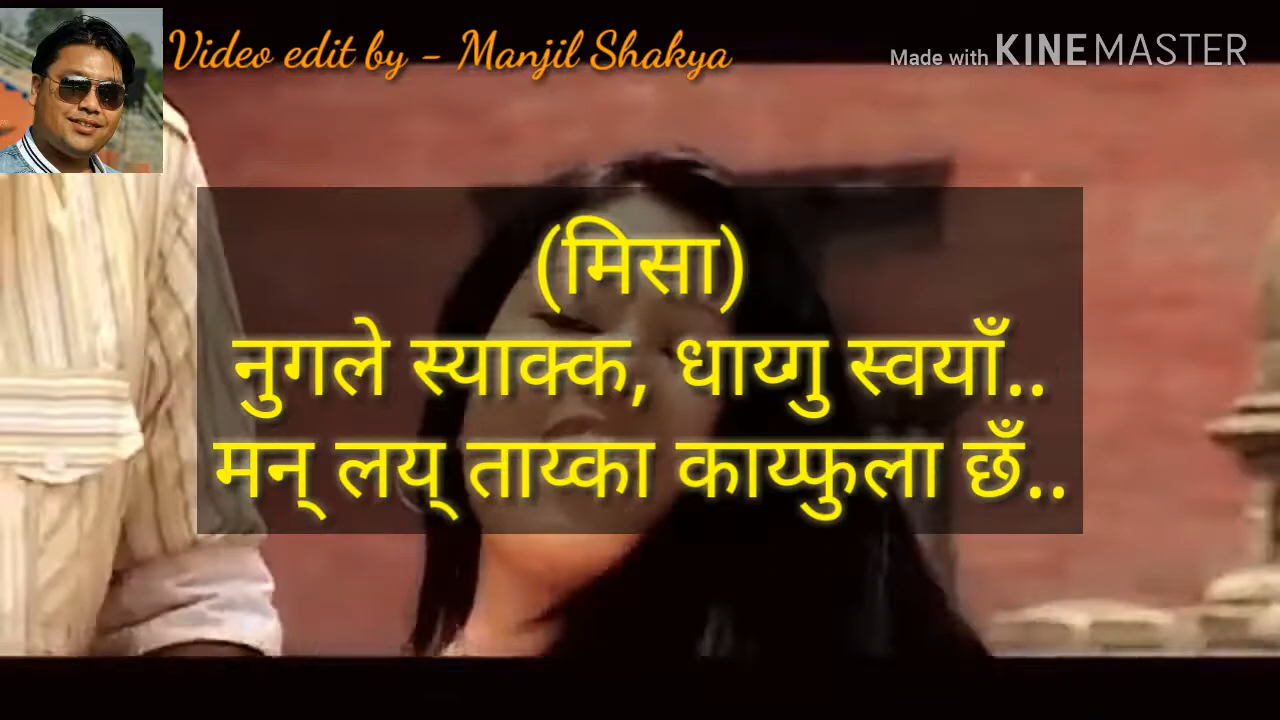 Video edit by - Manjil Shakya
Made with KINEMASTER
(मिसा)
नुगले स्याक्क, धाय्गु स्वयाँ..
मन् लय् ताय्का काय्फुला छँ..